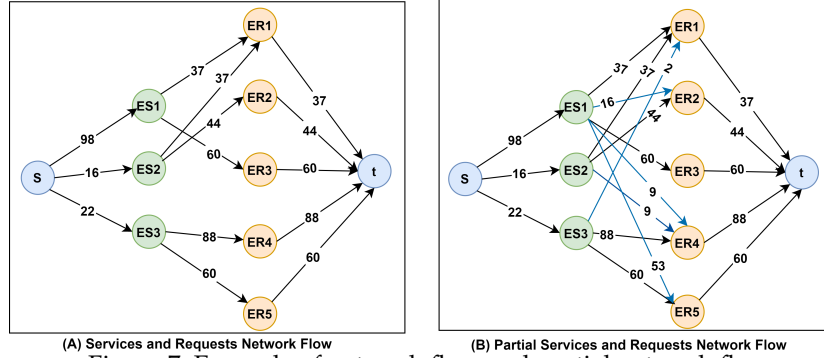 ER1
37
37
37
ES1
ER2
98
44
44
60
16
ES2
ER3
60
S
t
22
ES3
88
ER4
88
60
60
ER5
(A) Services and Requests Network Flow
ER1
37
37
2
37
ES1
16
ER2
98
44
44
60
16
ES2
ER3
60
S
t
9
22
9
ES3
88
ER4
88
53
60
60
ER5
(B) Partial Services and Requests Network Flow